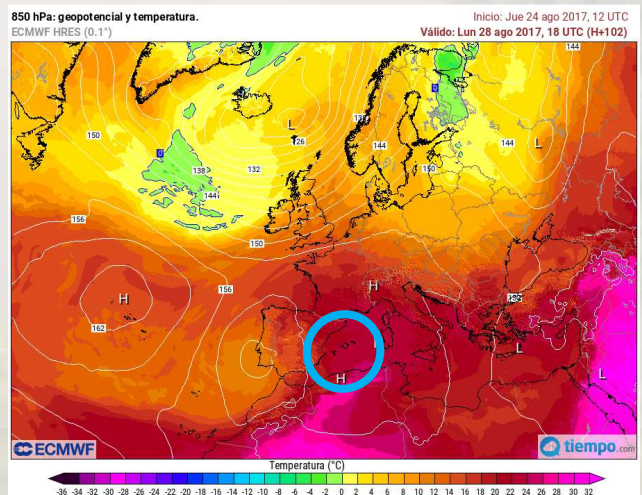 850 hPa: geopotencial y temperatura.
Inicio: Jue 24 ago 2017, 12 UTC
ECMWF HRES (0.1°)
Válido: Lun 28 ago 2017, 18 UTC (H+102)
144
0
L
150
26
144
144
L
138
132
150
144
156
150
H
156
H
162
L
H
L
ECMWF
tiempo.com
Temperatura (°C)
-36 -34 -32 -30 -28 -26 -24 -22 -20 -18 -16 -14 -12 -10 -8 -6 -4 -2 0 2 4 6 8 10 12 14 16 18 20 22 24 26 28 30 32